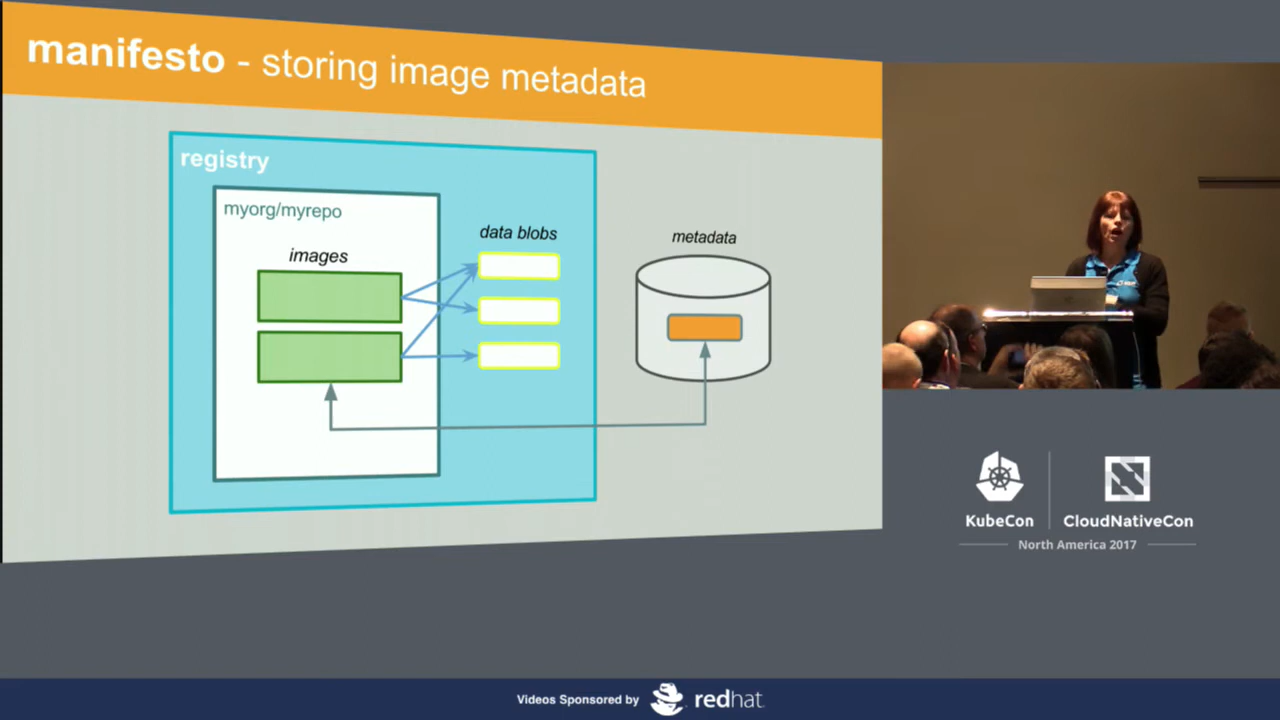 manifesto - storing image metadata
registry
myorg/myrepo
images
data blobs
metadata
KubeCon
CloudNativeCon
North America 2017
Videos Sponsored by
redhat